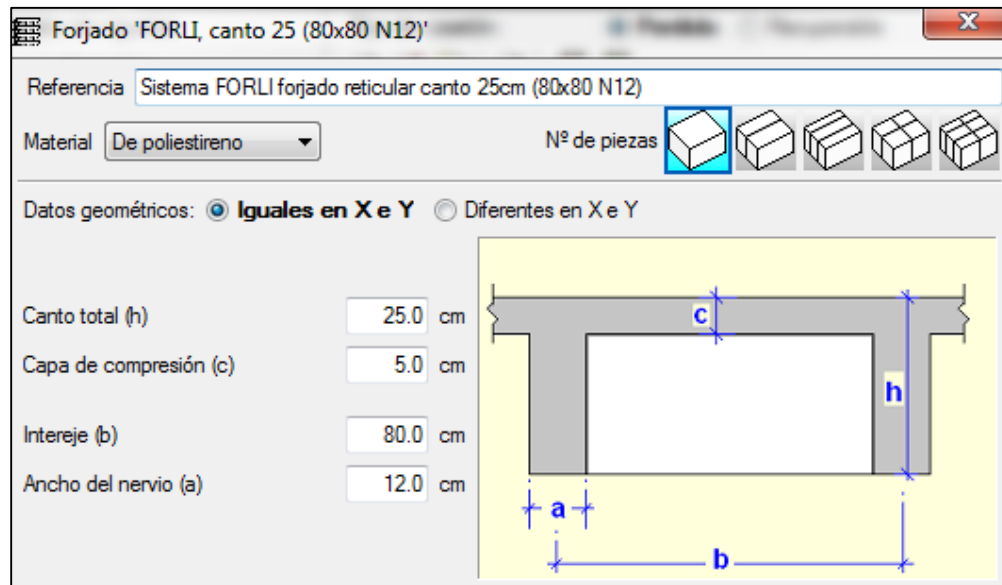 Forjado 'FORLI, canto 25 (80x80 N12)'
Referencia Sistema FORLI forjado reticular canto 25cm (80x80 N12)
Material De poliestireno Nº de piezas
Datos geométricos: Iguales en X e Y Diferentes en X e Y
Canto total (h) 25.0 cm
Capa de compresión (c) 5.0 cm
Intereje (b) 80.0 cm
Ancho del nervio (a) 12.0 cm
c
h
a
b